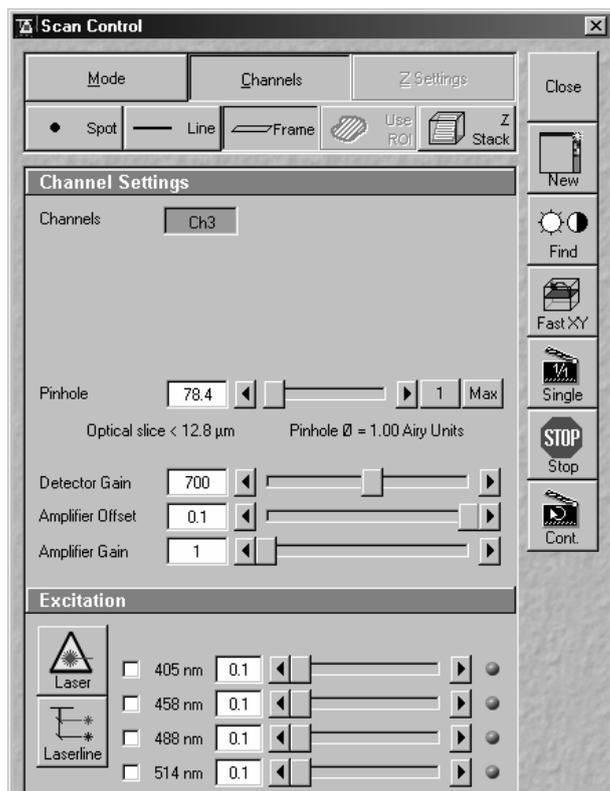 Scan Control
Mode Channels Z Settings
Spot Line Frame Use ROI Z Stack
Close
New
Find
Fast XY
1/1
Single
STOP
Stop
Cont.
Channel Settings
Channels Ch3
Pinhole 78.4 1 Max
Optical slice < 12.8 µm Pinhole Ø = 1.00 Airy Units
Detector Gain 700
Amplifier Offset 0.1
Amplifier Gain 1
Excitation
Laser
Laserline
405 nm 0.1
458 nm 0.1
488 nm 0.1
514 nm 0.1